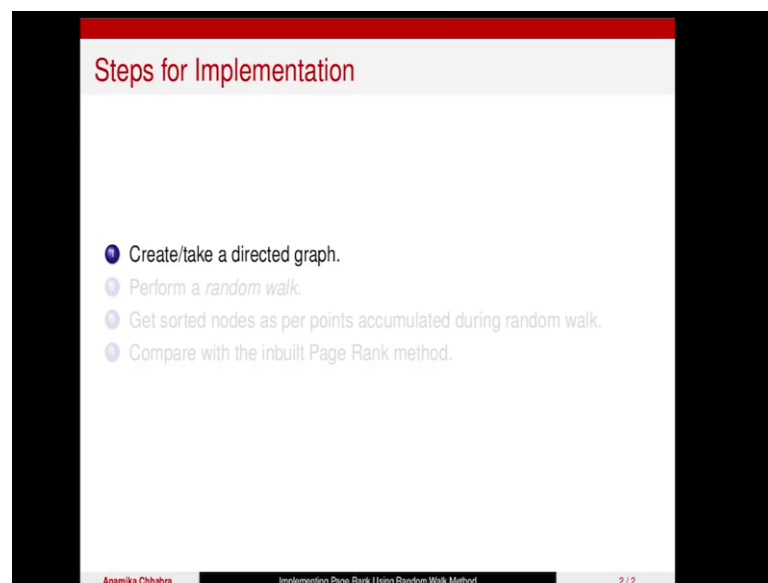 Steps for Implementation
1 Create/take a directed graph.
Perform a random walk.
Get sorted nodes as per points accumulated during random walk.
Compare with the inbuilt Page Rank method.
Anamika Chhabra Implementing Page Rank Using Random Walk Method 2 / 2